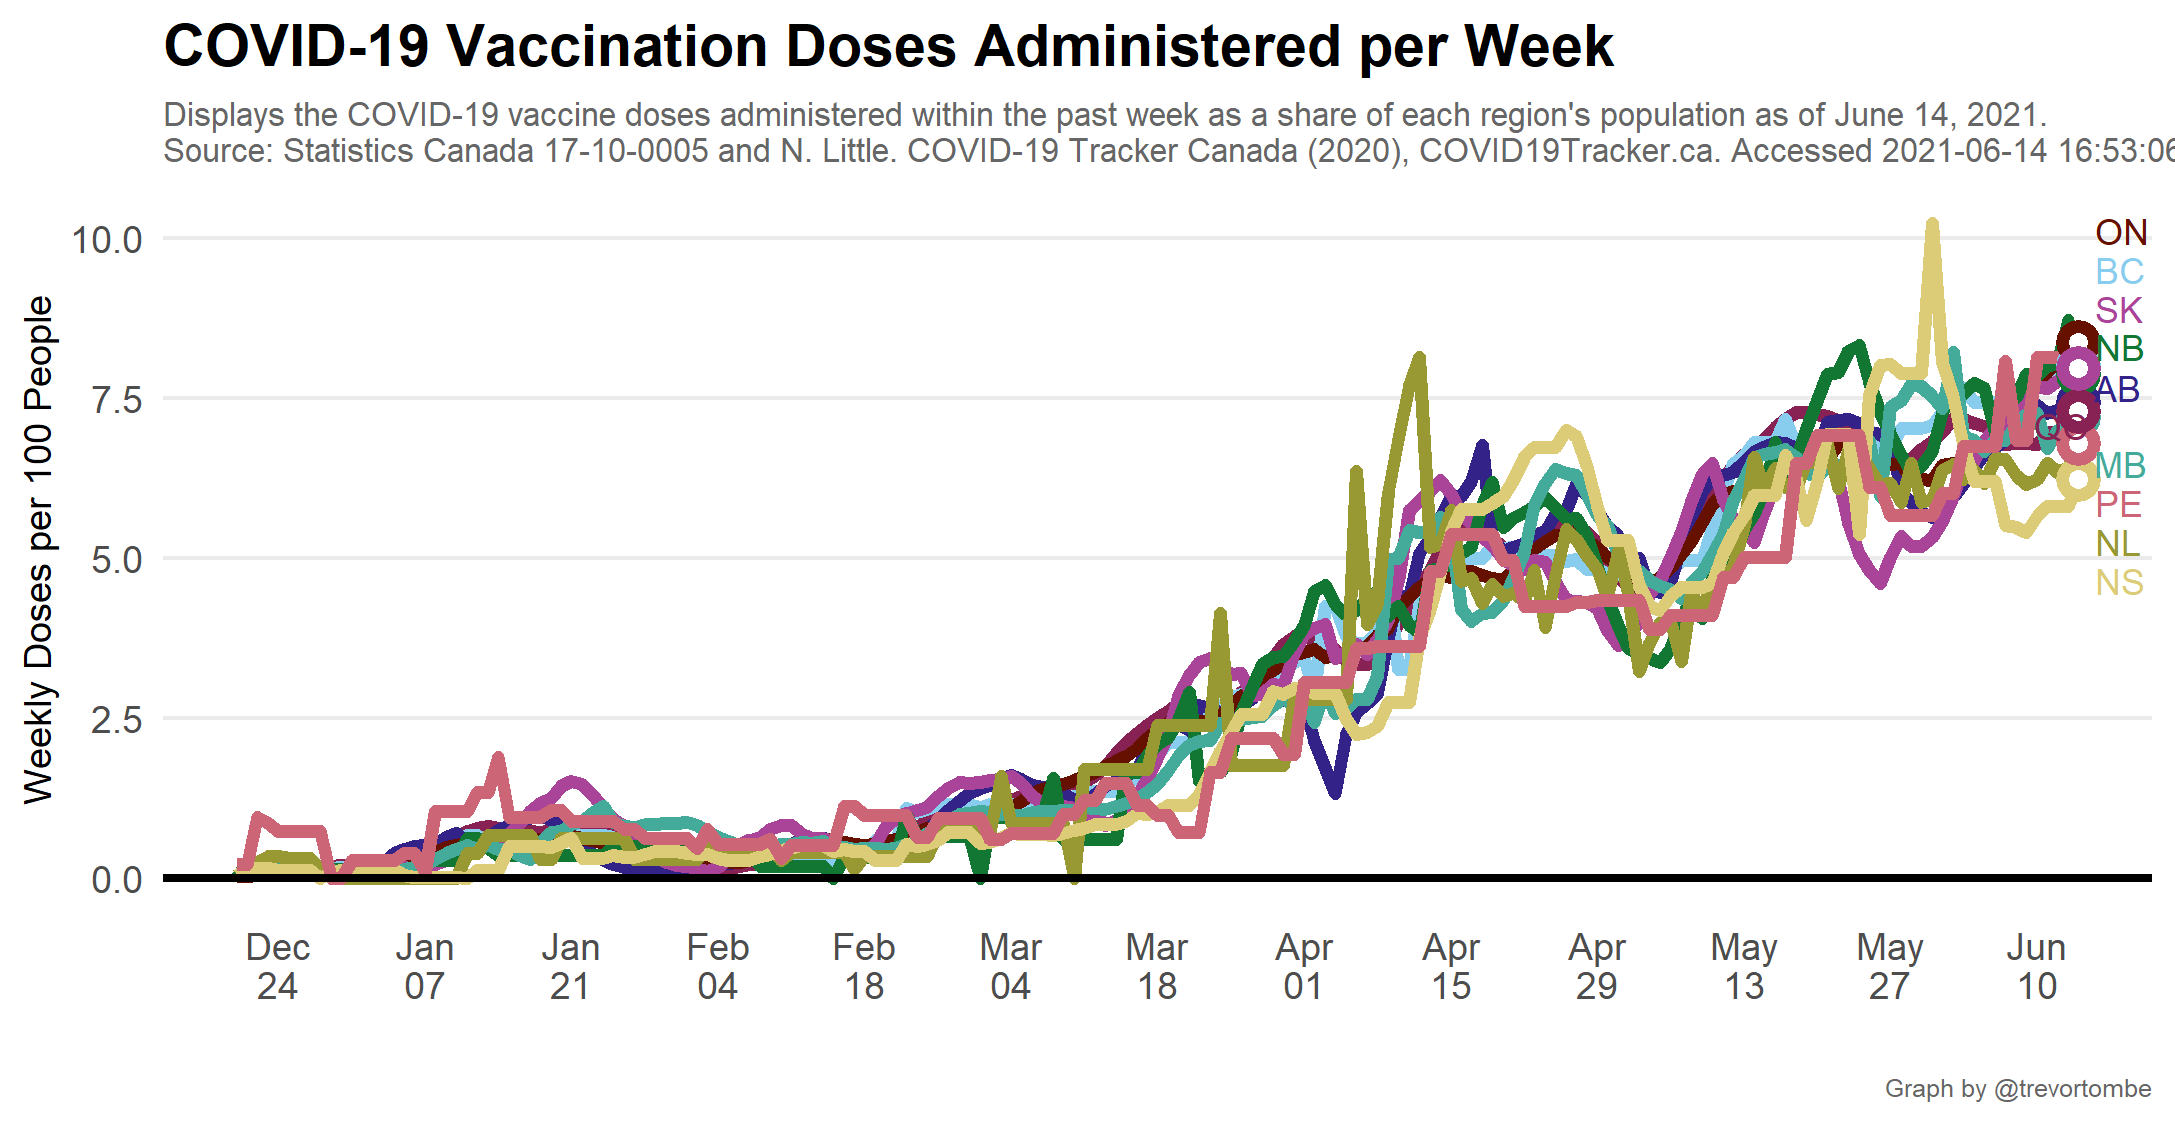 COVID-19 Vaccination Doses Administered per Week
Displays the COVID-19 vaccine doses administered within the past week as a share of each region's population as of June 14, 2021.
Source: Statistics Canada 17-10-0005 and N. Little. COVID-19 Tracker Canada (2020), COVID19Tracker.ca. Accessed 2021-06-14 16:53:06
Weekly Doses per 100 People
10.0
7.5
5.0
2.5
0.0
ON
BC
SK
NB
AB
QC
MB
PE
NL
NS
Dec 24
Jan 07
Jan 21
Feb 04
Feb 18
Mar 04
Mar 18
Apr 01
Apr 15
Apr 29
May 13
May 27
Jun 10
Graph by @trevortombe